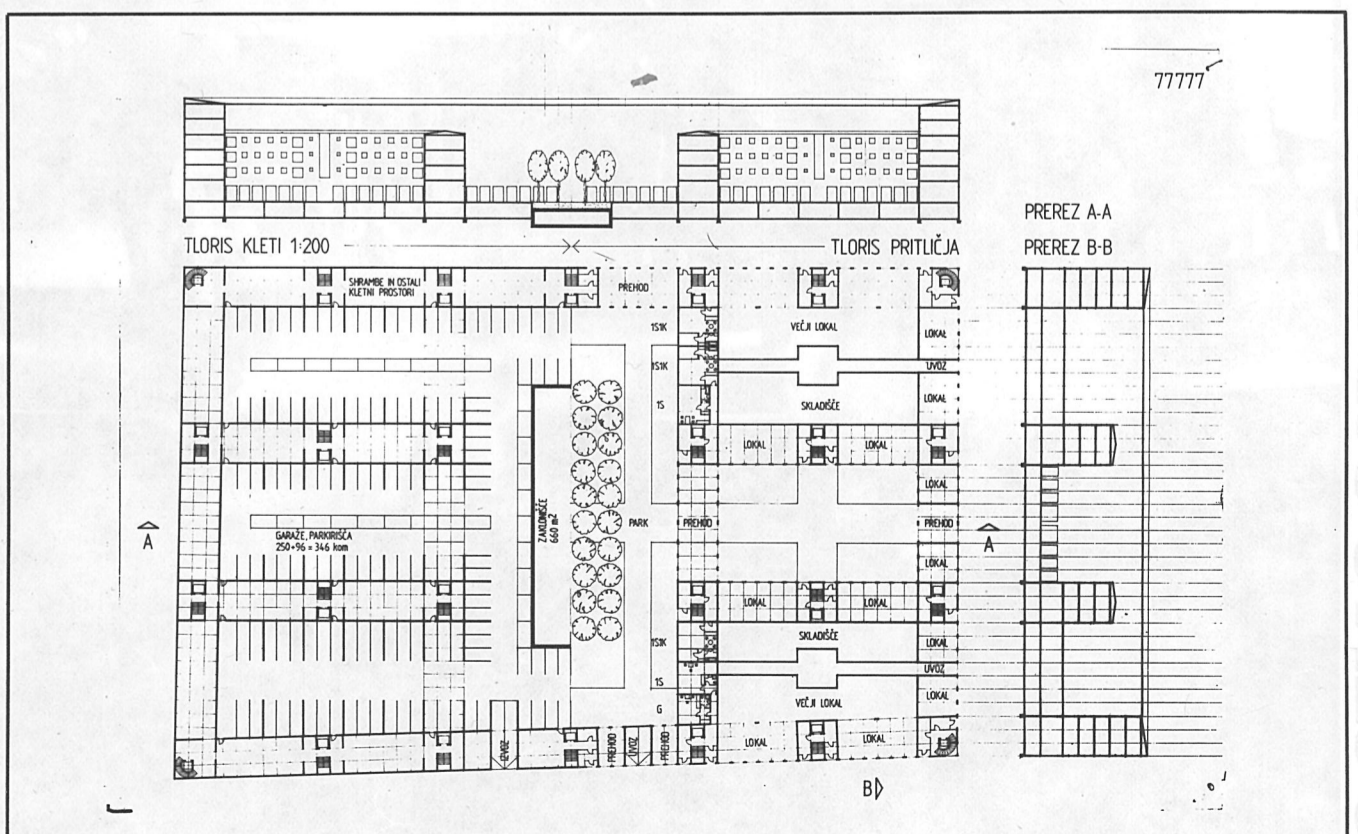 77777
PREREZ A-A
TLORIS KLETI 1:200
TLORIS PRITLIČJA
PREREZ B-B
SHRAMBE IN OSTALI
KLETNI PROSTORI
PREHOD
1S1K
VEČJI LOKAL
LOKAL
1S1K
UVOZ
1S
SKLADIŠČE
LOKAL
LOKAL
LOKAL
LOKAL
ZAKLONIŠČE
660 m2
PARK
PREHOD
PREHOD
A
A
GARAŽE, PARKIRIŠČA
250+96 = 346 kom
LOKAL
LOKAL
LOKAL
1S1K
SKLADIŠČE
LOKAL
UVOZ
1S
LOKAL
G
VEČJI LOKAL
UVOZ
PREHOD
UVOZ
PREHOD
LOKAL
LOKAL
B